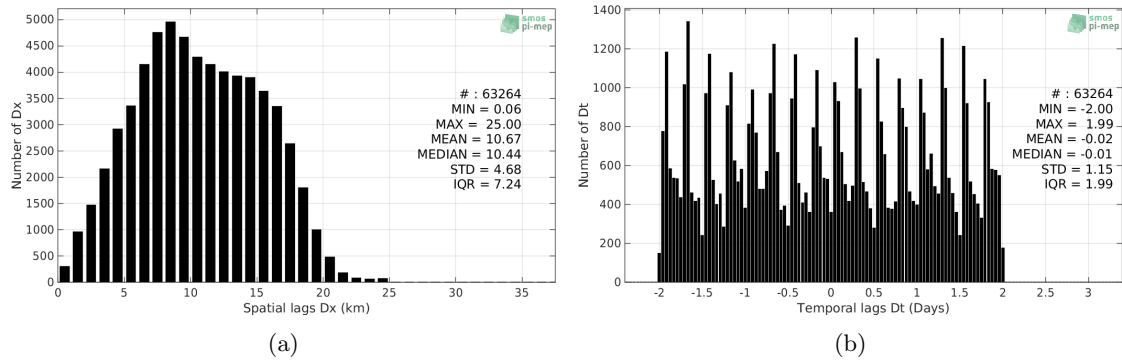 5000
4500
4000
3500
3000
2500
2000
1500
1000
500
0
Number of Dx
0 5 10 15 20 25 30 35
Spatial lags Dx (km)
smos
pi-mep
# : 63264
MIN = 0.06
MAX = 25.00
MEAN = 10.67
MEDIAN = 10.44
STD = 4.68
IQR = 7.24
(a)
1400
1200
1000
800
600
400
200
0
Number of Dt
-2 -1.5 -1 -0.5 0 0.5 1 1.5 2 2.5 3
Temporal lags Dt (Days)
smos
pi-mep
# : 63264
MIN = -2.00
MAX = 1.99
MEAN = -0.02
MEDIAN = -0.01
STD = 1.15
IQR = 1.99
(b)